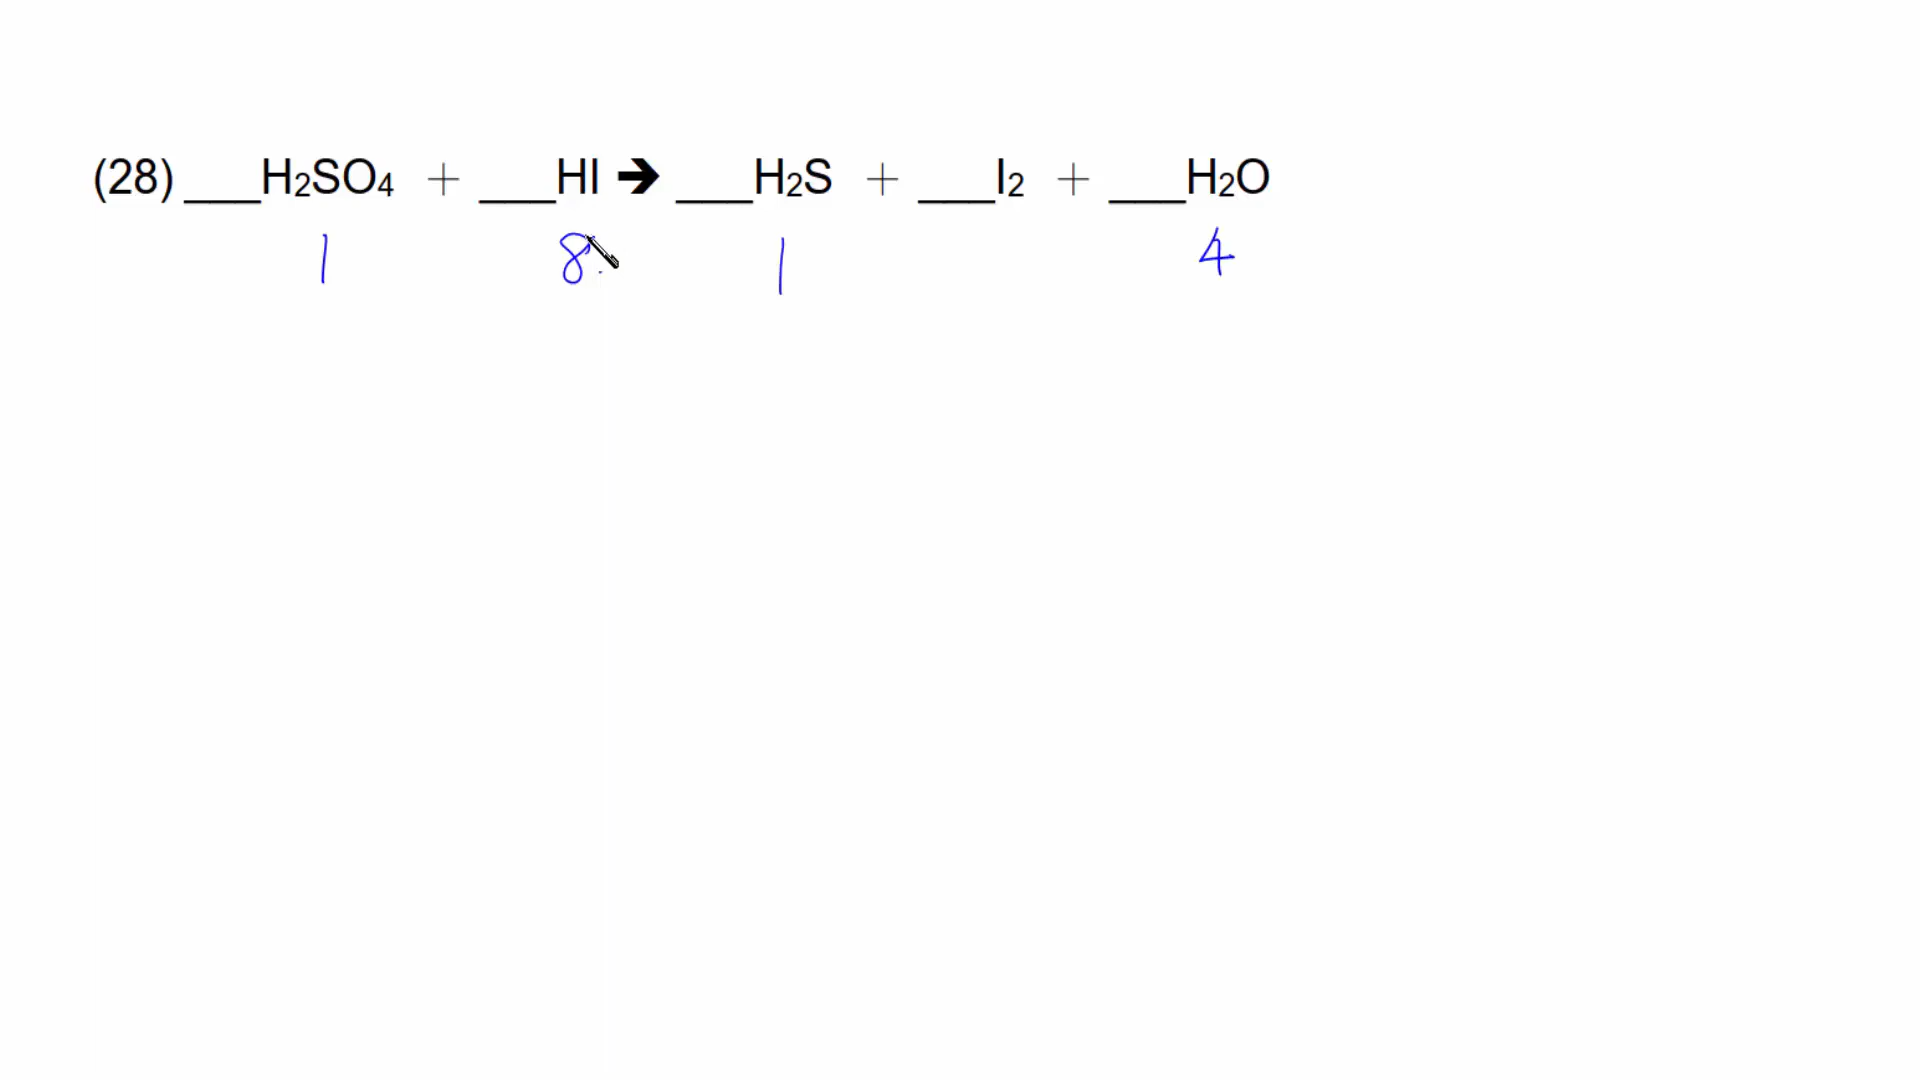 (28) ___H2SO4 + ___HI ➔ ___H2S + ___I2 + ___H2O
1 8 1 4